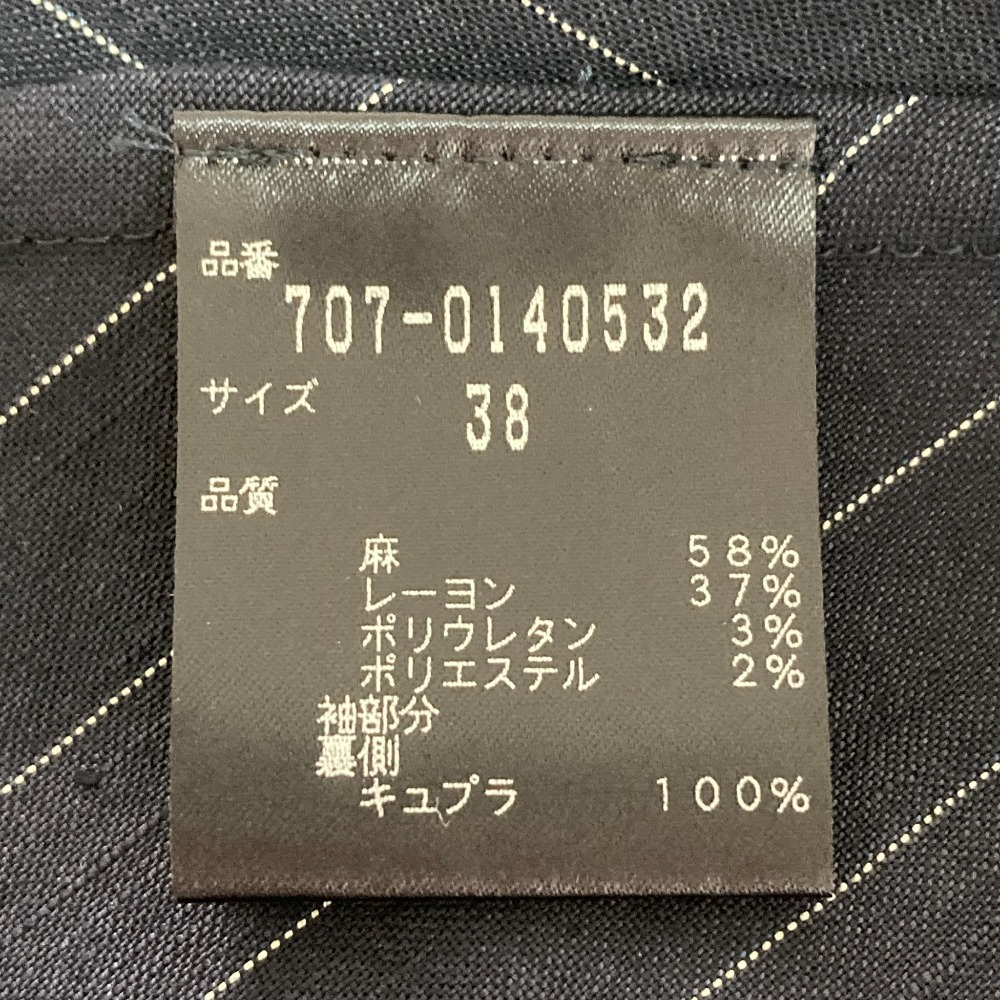 品番
707-0140532
サイズ 38
品質
麻 58%
レーヨン 37%
ポリウレタン 3%
ポリエステル 2%
袖部分
裏側
キュプラ 100%